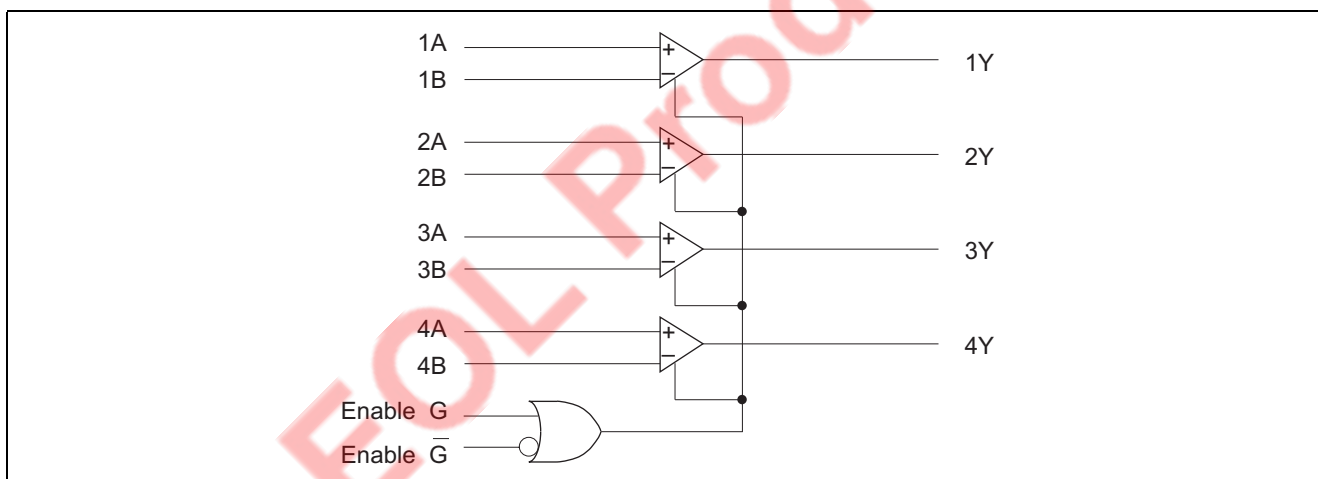 1A
1B
1Y
2A
2B
2Y
3A
3B
3Y
4A
4B
4Y
Enable G
Enable G̅
+
−
+
−
+
−
+
−
EOL Prod